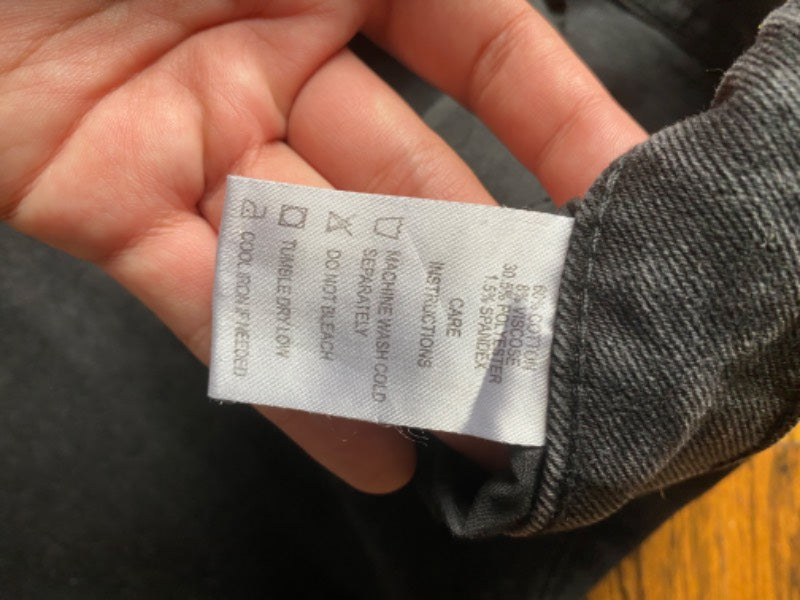 COTTON
8% VISCOSE
30.5% POLYESTER
1.5% SPANDEX
CARE
INSTRUCTIONS
MACHINE WASH COLD
SEPARATELY
DO NOT BLEACH
TUMBLE DRY LOW
COOL IRON IF NEEDED